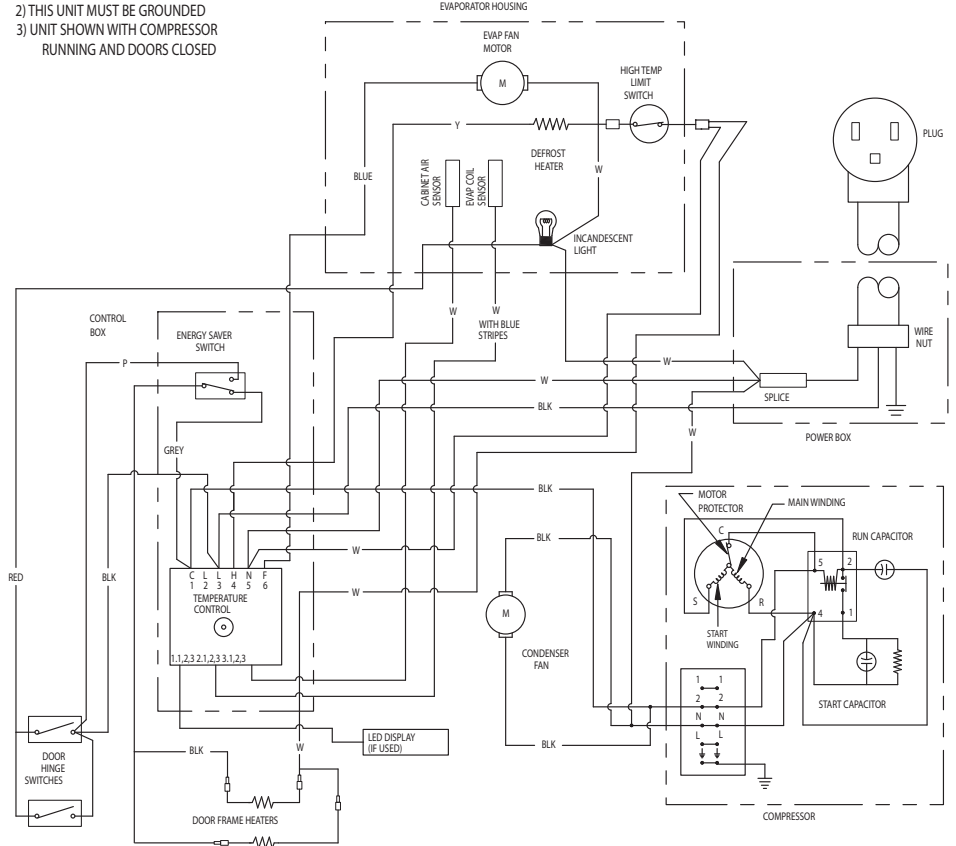 2) THIS UNIT MUST BE GROUNDED
3) UNIT SHOWN WITH COMPRESSOR
RUNNING AND DOORS CLOSED
EVAPORATOR HOUSING
EVAP FAN
MOTOR
M
HIGH TEMP
LIMIT
SWITCH
Y
DEFROST
HEATER
BLUE
W
CABINET AIR
SENSOR
EVAP COIL
SENSOR
INCANDESCENT
LIGHT
PLUG
W
W
WITH BLUE
STRIPES
CONTROL
BOX
ENERGY SAVER
SWITCH
P
WIRE
NUT
W
W
SPLICE
BLK
POWER BOX
W
GREY
BLK
MOTOR
PROTECTOR
MAIN WINDING
C
RUN CAPACITOR
BLK
W
5
2
RED
BLK
C L L H N F
1 2 3 4 5 6
TEMPERATURE
CONTROL
W
M
S
R
4
1
START
WINDING
CONDENSER
FAN
1.1,2,3 2.1,2,3 3.1,2,3
1 1
2 2
N N
L L
START CAPACITOR
LED DISPLAY
(IF USED)
BLK
W
BLK
DOOR
HINGE
SWITCHES
DOOR FRAME HEATERS
COMPRESSOR